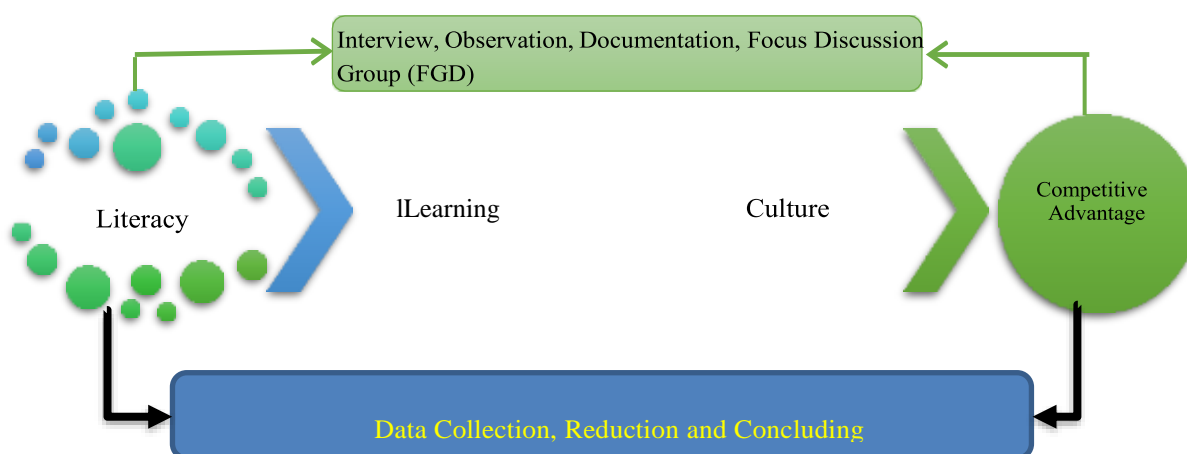 Interview, Observation, Documentation, Focus Discussion
Group (FGD)
Literacy
lLearning
Culture
Competitive
Advantage
Data Collection, Reduction and Concluding